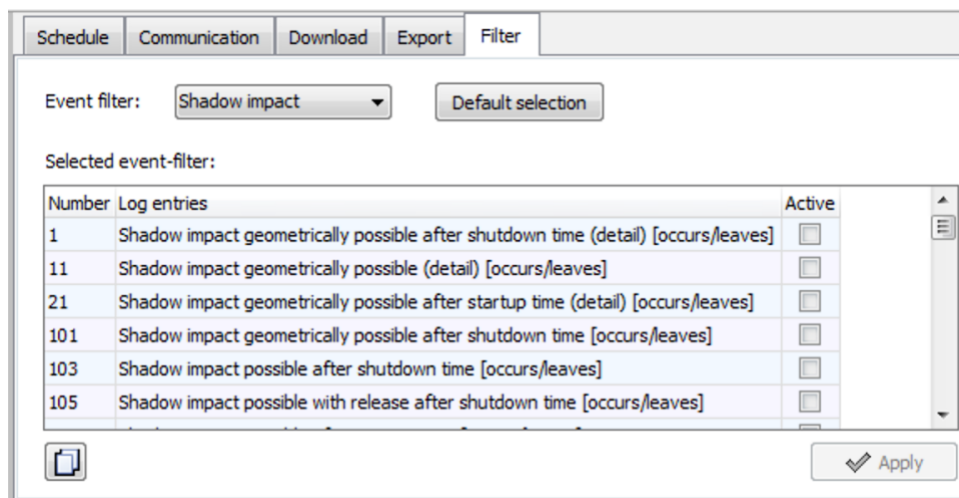 Schedule Communication Download Export Filter
Event filter: Shadow impact Default selection
Selected event-filter:
Number Log entries Active
1 Shadow impact geometrically possible after shutdown time (detail) [occurs/leaves]
11 Shadow impact geometrically possible (detail) [occurs/leaves]
21 Shadow impact geometrically possible after startup time (detail) [occurs/leaves]
101 Shadow impact geometrically possible after shutdown time [occurs/leaves]
103 Shadow impact possible after shutdown time [occurs/leaves]
105 Shadow impact possible with release after shutdown time [occurs/leaves]
Apply